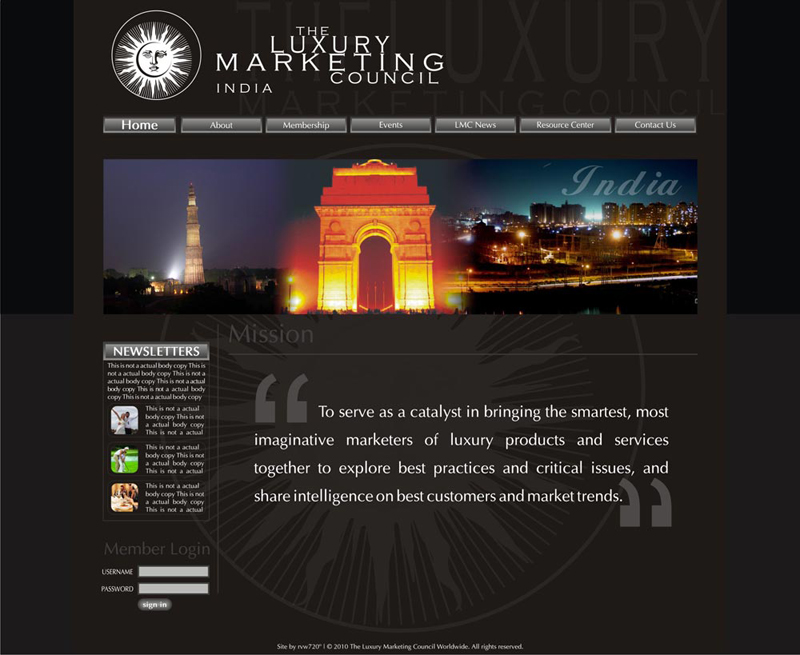 THE
LUXURY
MARKETING
COUNCIL
INDIA
THE LUXURY
MARKETING COUNCIL
Home About Membership Events LMC News Resource Center Contact Us
India
Mission
NEWSLETTERS
This is not a actual body copy This is
not a actual body copy This is not a
actual body copy This is not a actual
body copy This is not a actual body
copy This is not a actual body copy
This is not a actual
body copy This is not
a actual body copy
This is not a actual
This is not a actual
body copy This is not
a actual body copy
This is not a actual
This is not a actual
body copy This is not
a actual body copy
This is not a actual
“ To serve as a catalyst in bringing the smartest, most
imaginative marketers of luxury products and services
together to explore best practices and critical issues, and
share intelligence on best customers and market trends. ”
Member Login
USERNAME
PASSWORD
sign-in
Site by rvw720° | © 2010 The Luxury Marketing Council Worldwide. All rights reserved.